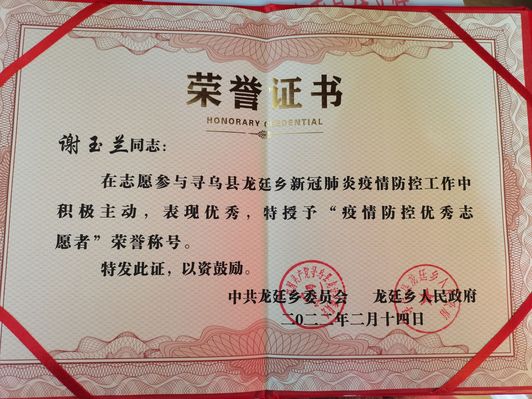 荣誉证书
HONORARY CREDENTIAL
谢玉兰同志：
在志愿参与寻乌县龙廷乡新冠肺炎疫情防控工作中
积极主动，表现优秀，特授予“疫情防控优秀志
愿者”荣誉称号。
特发此证，以资鼓励。
中共龙廷乡委员会 龙廷乡人民政府
二〇二二年二月十四日